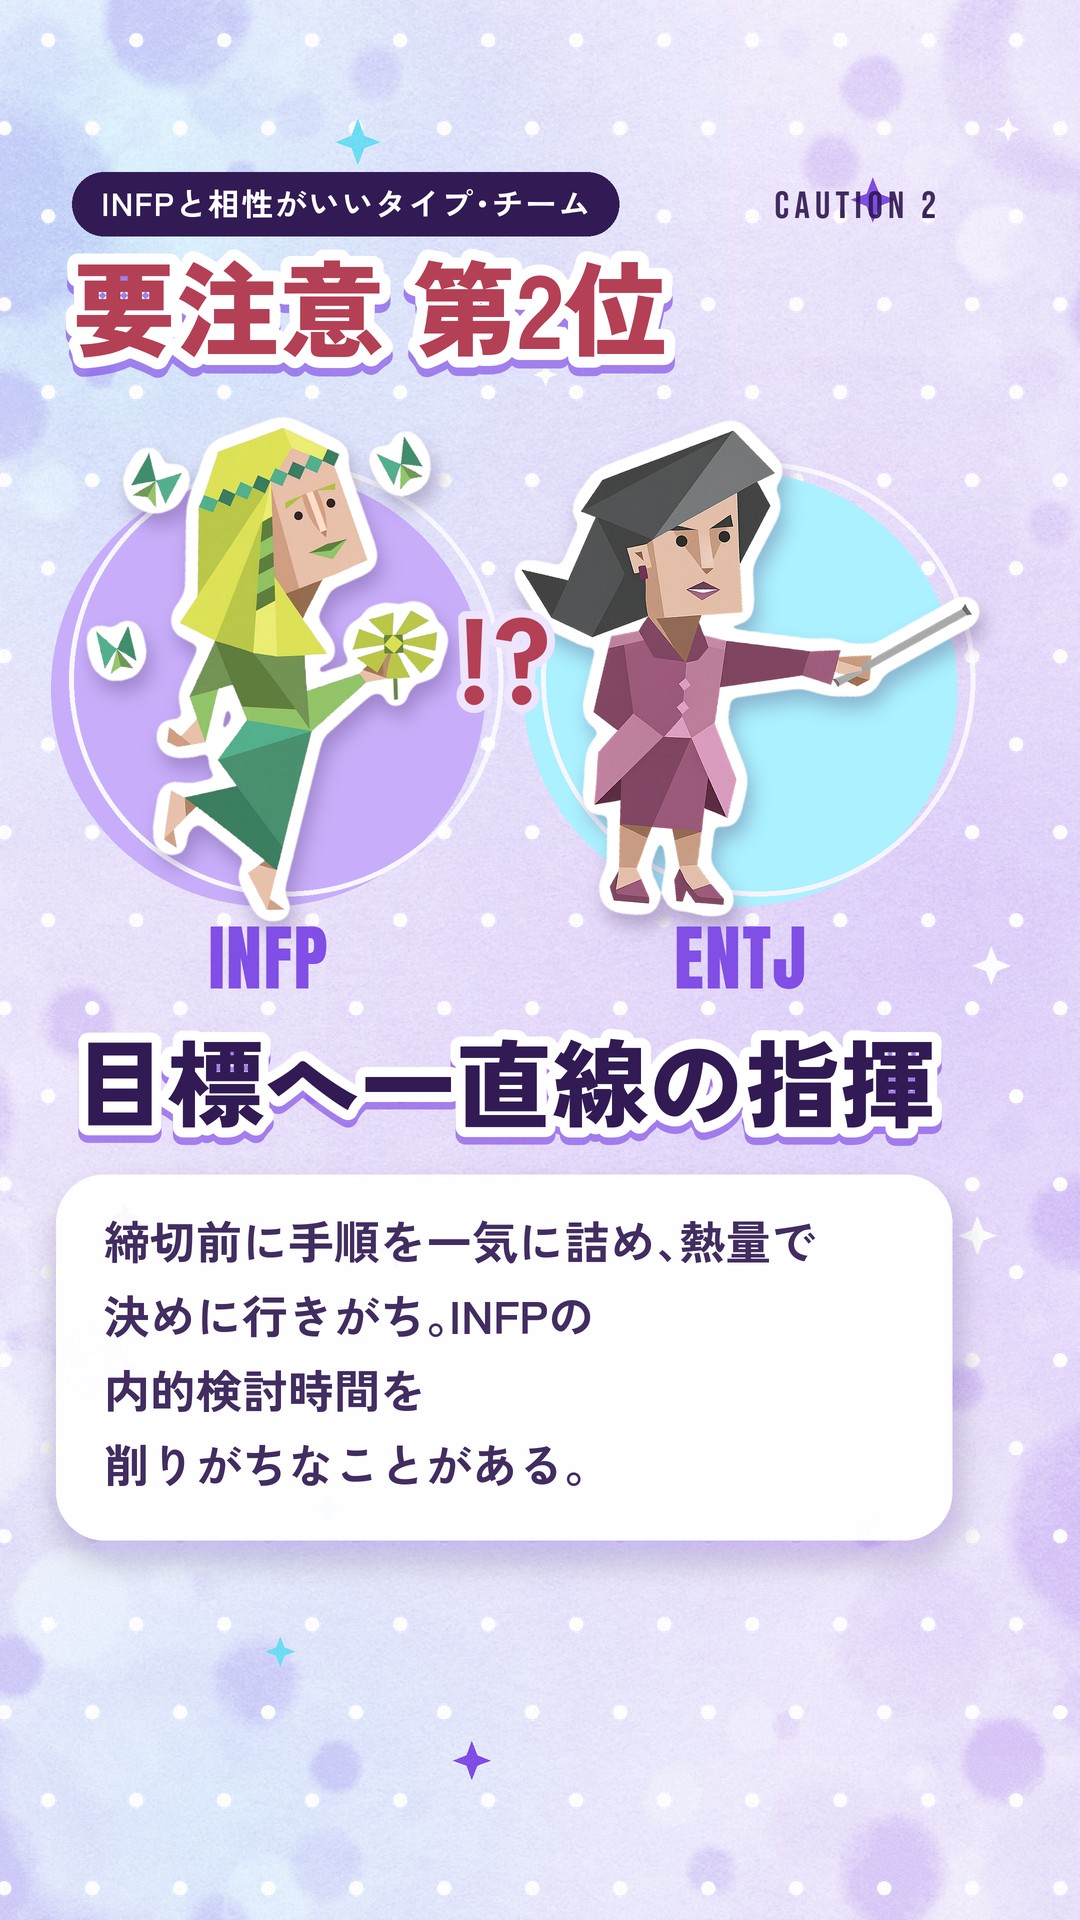 INFPと相性がいいタイプ・チーム
CAUTION 2
要注意 第2位
!?
INFP
ENTJ
目標へ一直線の指揮
締切前に手順を一気に詰め、熱量で
決めに行きがち。INFPの
内的検討時間を
削りがちなことがある。